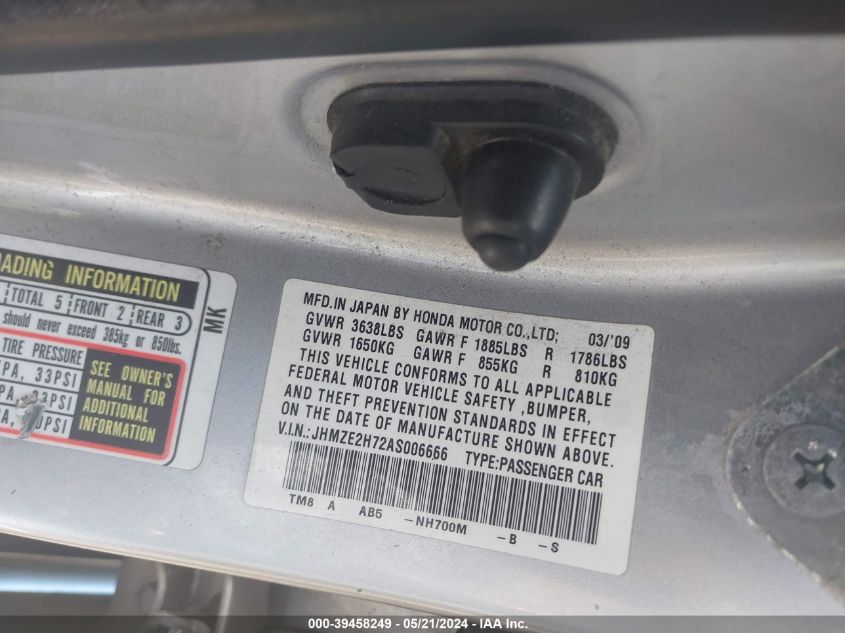 ADING INFORMATION
TOTAL 5 FRONT 2 REAR 3
should never exceed 385kg or 850lbs.
TIRE PRESSURE
PA, 33PSI
SEE OWNER'S
MANUAL FOR
ADDITIONAL
INFORMATION
MK
MFD.IN JAPAN BY HONDA MOTOR CO.,LTD; 03/'09
GVWR 3638LBS GAWR F 1885LBS R 1786LBS
GVWR 1650KG GAWR F 855KG R 810KG
THIS VEHICLE CONFORMS TO ALL APPLICABLE
FEDERAL MOTOR VEHICLE SAFETY ,BUMPER,
AND THEFT PREVENTION STANDARDS IN EFFECT
ON THE DATE OF MANUFACTURE SHOWN ABOVE.
V.I.N.:JHMZE2H72AS006666 TYPE:PASSENGER CAR
TM8 A AB5 -NH700M -B -S
000-39458249 - 05/21/2024 - IAA Inc.